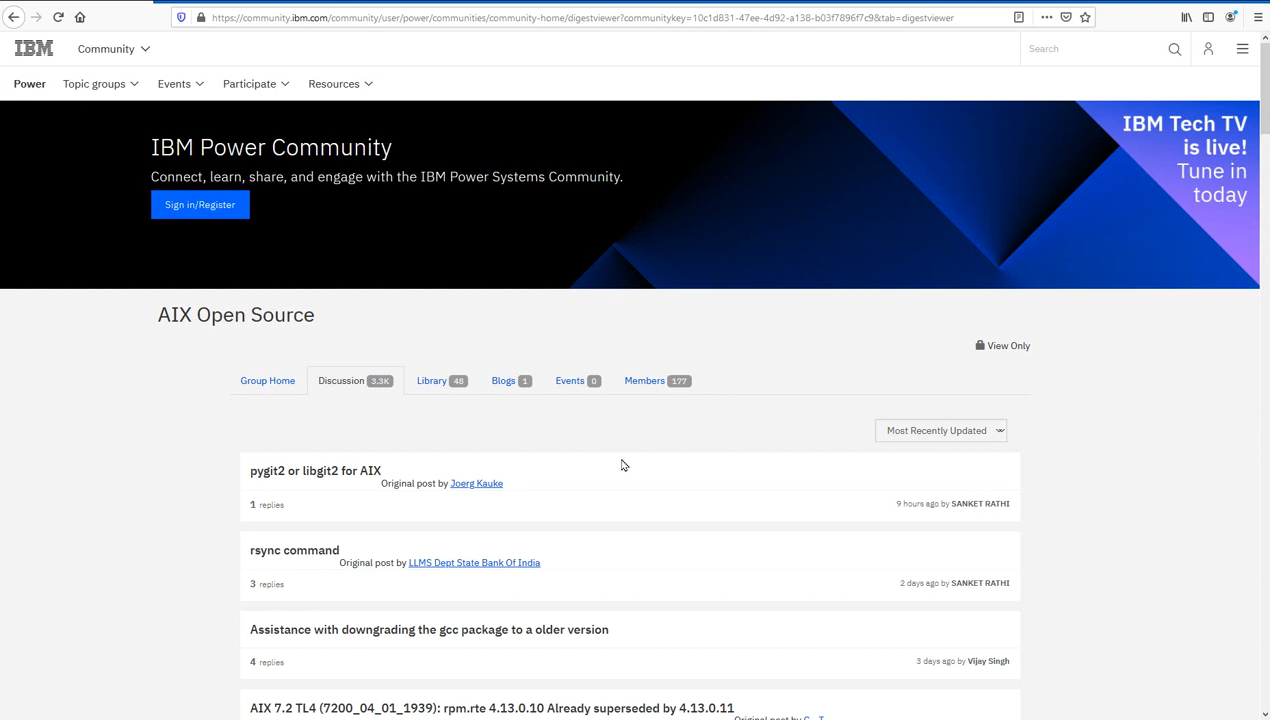 https://community.ibm.com/community/user/power/communities/community-home/digestviewer?communitykey=10c1d831-47ee-4d92-a138-b03f7896f7c9&tab=digestviewer
IBM Community Search
Power Topic groups Events Participate Resources
IBM Power Community
Connect, learn, share, and engage with the IBM Power Systems Community.
Sign in/Register
IBM Tech TV
is live!
Tune in
today
AIX Open Source
View Only
Group Home Discussion 3.3K Library 48 Blogs 1 Events 0 Members 177
Most Recently Updated
pygit2 or libgit2 for AIX
Original post by Joerg Kauke
1 replies 9 hours ago by SANKET RATHI
rsync command
Original post by LLMS Dept State Bank Of India
3 replies 2 days ago by SANKET RATHI
Assistance with downgrading the gcc package to a older version
4 replies 3 days ago by Vijay Singh
AIX 7.2 TL4 (7200_04_01_1939): rpm.rte 4.13.0.10 Already superseded by 4.13.0.11
Original post by